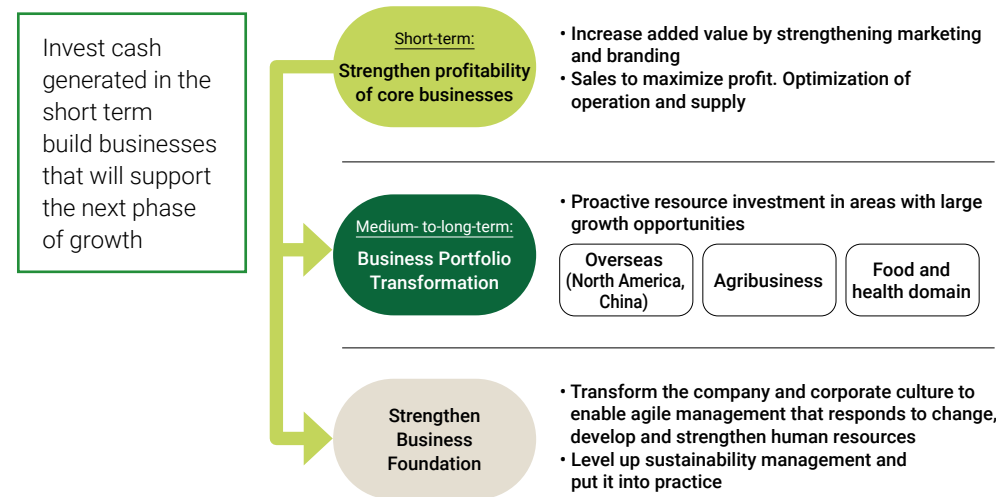 Invest cash
generated in the
short term
build businesses
that will support
the next phase
of growth
Short-term:
Strengthen profitability
of core businesses
• Increase added value by strengthening marketing
and branding
• Sales to maximize profit. Optimization of
operation and supply
Medium- to-long-term:
Business Portfolio
Transformation
• Proactive resource investment in areas with large
growth opportunities
Overseas
(North America,
China)
Agribusiness
Food and
health domain
Strengthen
Business
Foundation
• Transform the company and corporate culture to
enable agile management that responds to change,
develop and strengthen human resources
• Level up sustainability management and
put it into practice